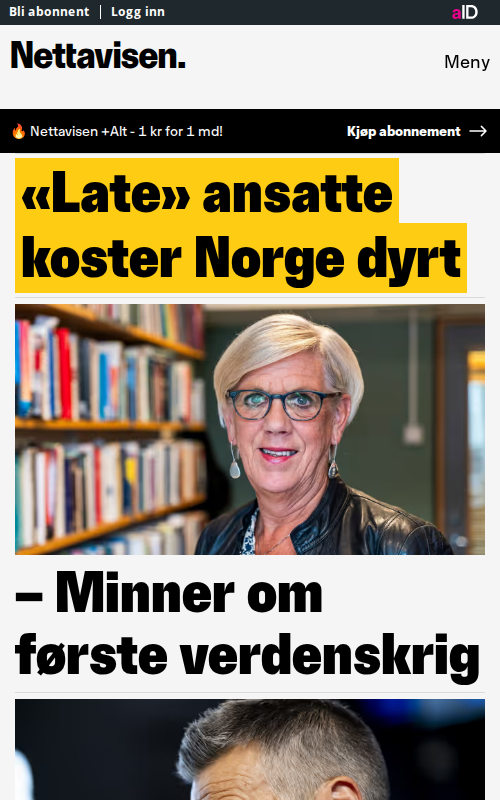 Bli abonnent | Logg inn
aID
Nettavisen.
Meny
🔥 Nettavisen +Alt - 1 kr for 1 md!
Kjøp abonnement →
«Late» ansatte
koster Norge dyrt
– Minner om
første verdenskrig